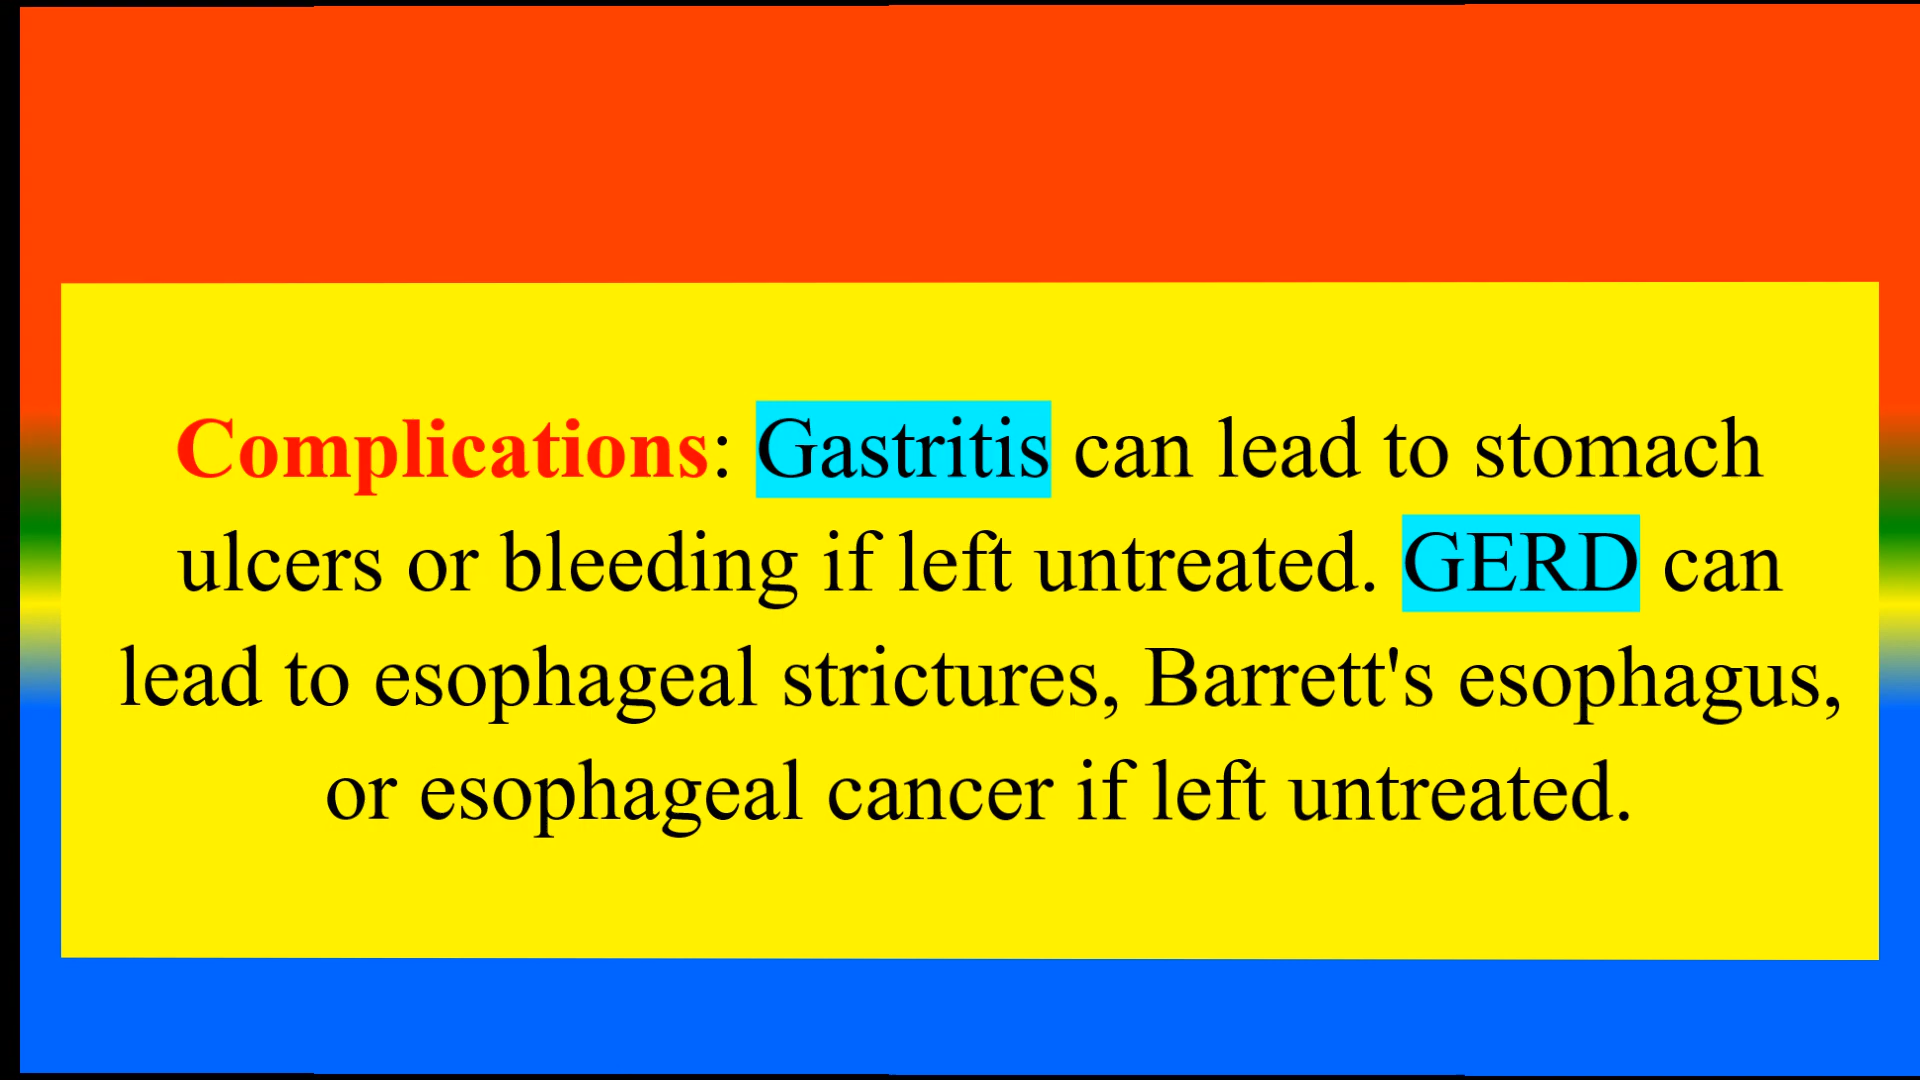 Complications: Gastritis can lead to stomach
ulcers or bleeding if left untreated. GERD can
lead to esophageal strictures, Barrett's esophagus,
or esophageal cancer if left untreated.